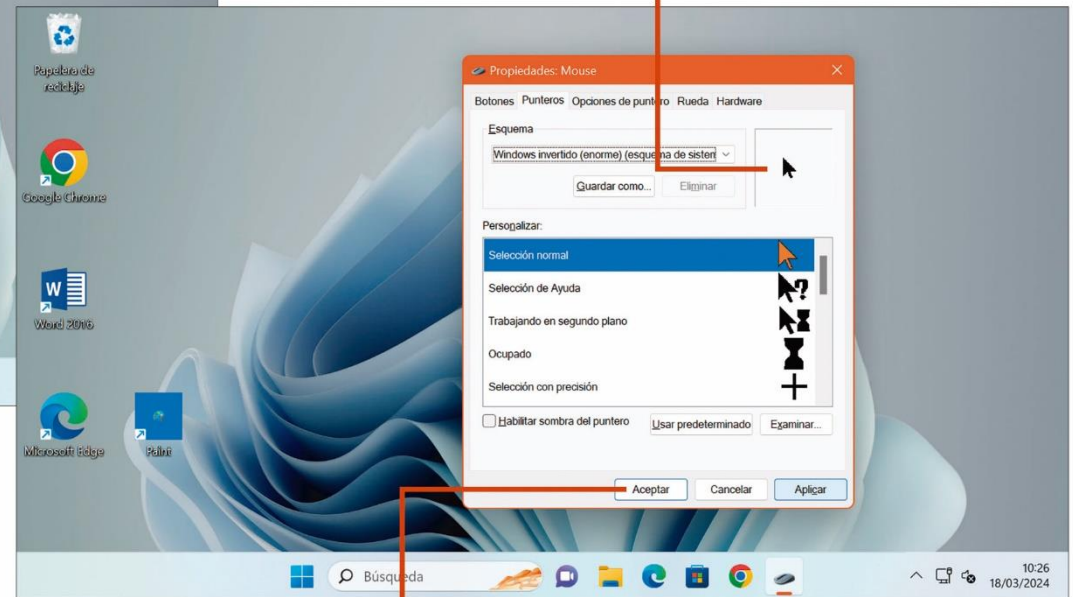 Papelera de
reciclaje
Google Chrome
W
Word 2016
Microsoft Edge
Paint
Propiedades: Mouse
Botones Punteros Opciones de puntero Rueda Hardware
Esquema
Windows invertido (enorme) (esquema de sisten
Guardar como... Eliminar
Personalizar:
Selección normal
Selección de Ayuda
Trabajando en segundo plano
Ocupado
Selección con precisión
Habilitar sombra del puntero
Usar predeterminado Examinar...
Aceptar Cancelar Aplicar
Búsqueda
10:26
18/03/2024